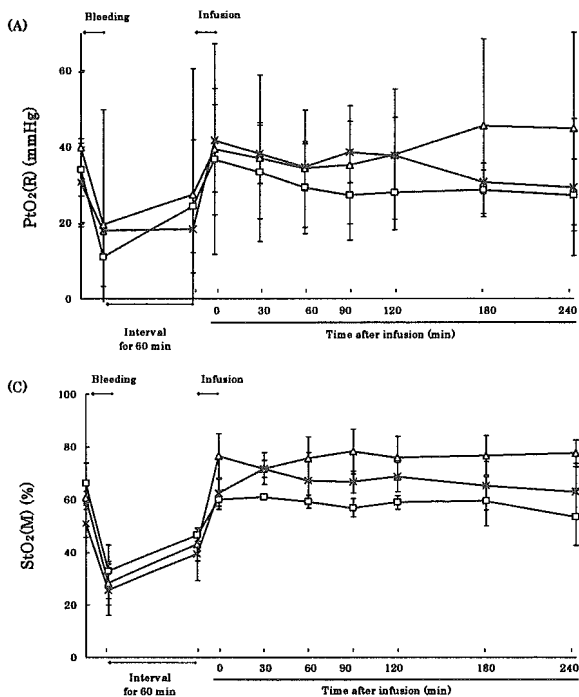 (A)
Bleeding Infusion
PtO₂(R) (mmHg)
60
40
20
0
0 30 60 90 120 180 240
Interval
for 60 min
Time after infusion (min)
(C)
Bleeding Infusion
StO₂(M) (%)
100
80
60
40
20
0
0 30 60 90 120 180 240
Interval
for 60 min
Time after infusion (min)